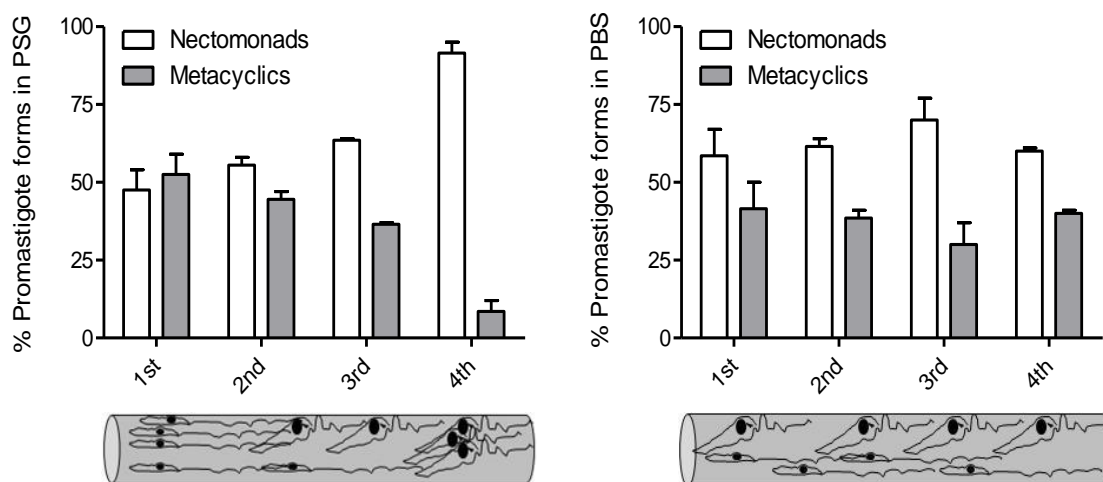 % Promastigote forms in PSG
100
75
50
25
0
Nectomonads
Metacyclics
1st
2nd
3rd
4th
% Promastigote forms in PBS
100
75
50
25
0
Nectomonads
Metacyclics
1st
2nd
3rd
4th